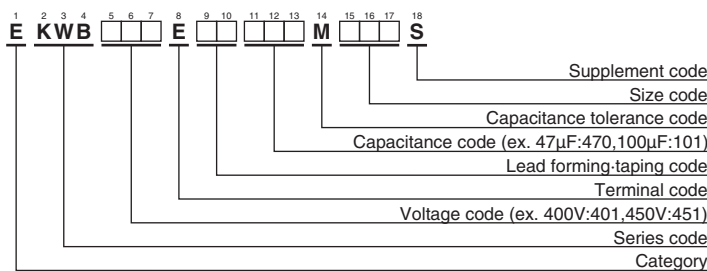 1 2 3 4 5 6 7 8 9 10 11 12 13 14 15 16 17 18
E KWB E M S
Supplement code
Size code
Capacitance tolerance code
Capacitance code (ex. 47μF:470,100μF:101)
Lead forming·taping code
Terminal code
Voltage code (ex. 400V:401,450V:451)
Series code
Category